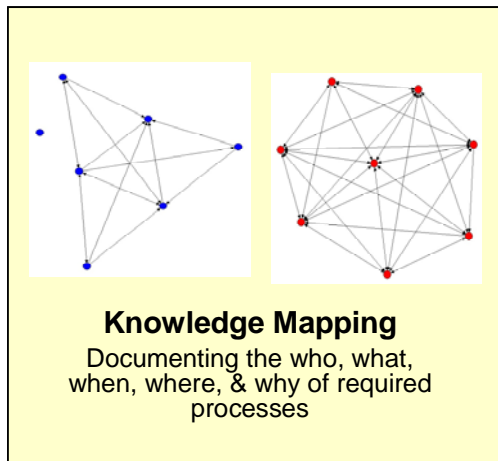 Knowledge Mapping
Documenting the who, what,
when, where, & why of required
processes